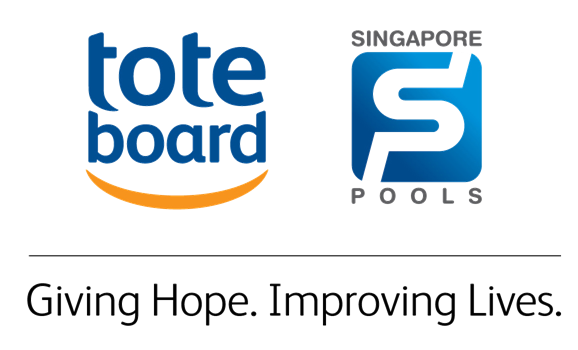 tote
board
SINGAPORE
POOLS
Giving Hope. Improving Lives.